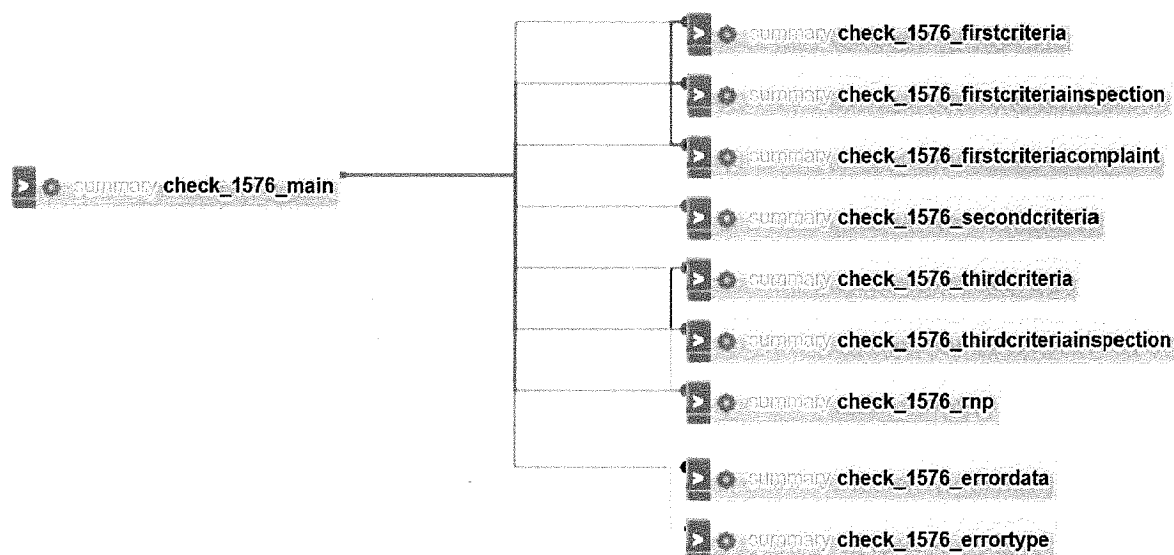 summary check_1576_firstcriteria
summary check_1576_firstcriteriainspection
summary check_1576_firstcriteriacomplaint
summary check_1576_main
summary check_1576_secondcriteria
summary check_1576_thirdcriteria
summary check_1576_thirdcriteriainspection
summary check_1576_rnp
summary check_1576_errordata
summary check_1576_errortype